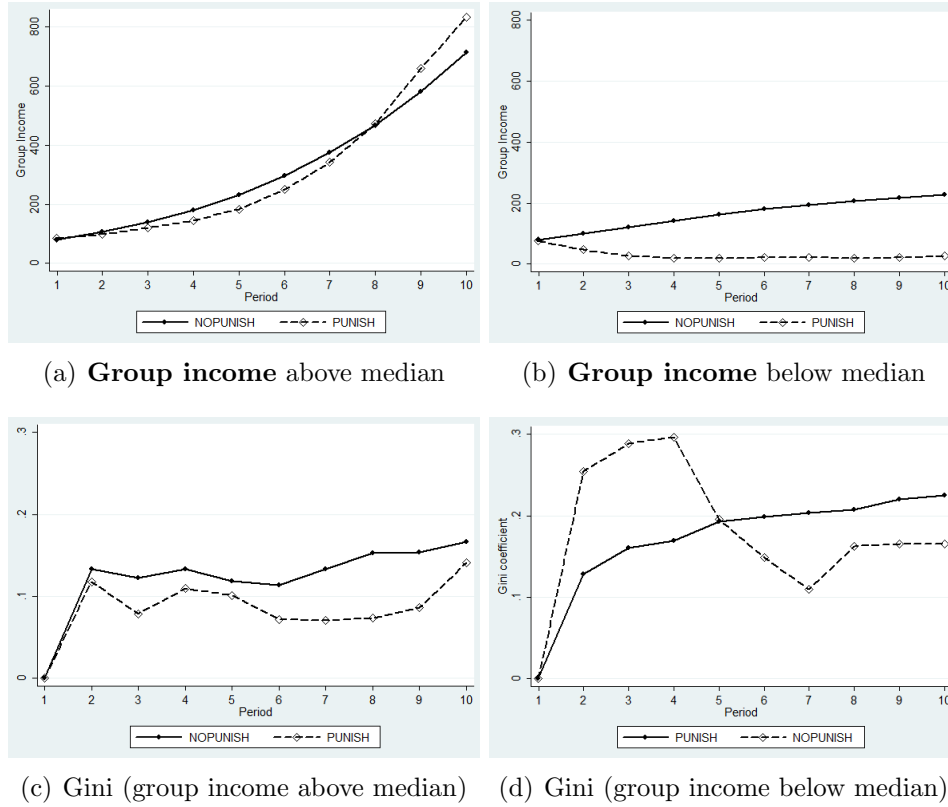 800
600
400
200
0
Group Income
1 2 3 4 5 6 7 8 9 10
Period
NOPUNISH PUNISH
(a) Group income above median
800
600
400
200
0
Group Income
1 2 3 4 5 6 7 8 9 10
Period
NOPUNISH PUNISH
(b) Group income below median
.3
.2
.1
0
1 2 3 4 5 6 7 8 9 10
Period
NOPUNISH PUNISH
(c) Gini (group income above median)
.3
.2
.1
0
Gini coefficient
1 2 3 4 5 6 7 8 9 10
Period
PUNISH NOPUNISH
(d) Gini (group income below median)